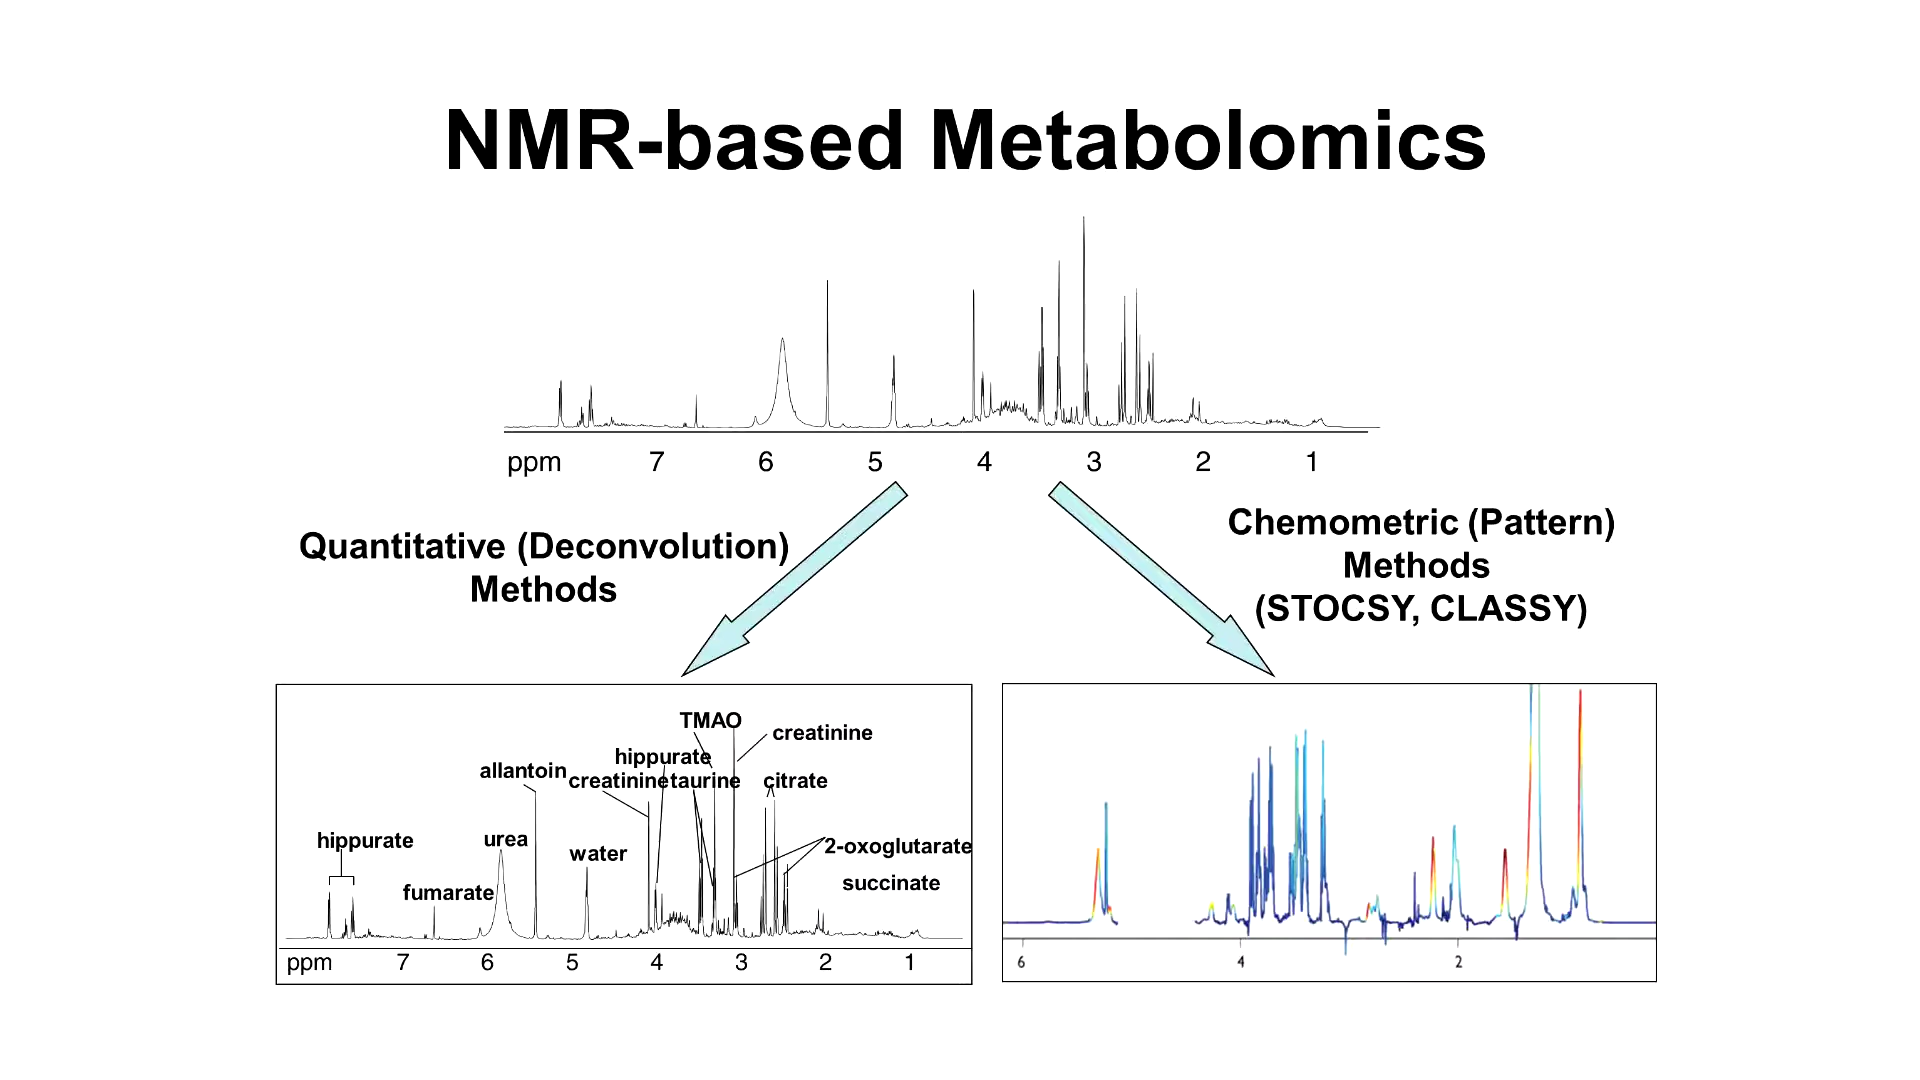 NMR-based Metabolomics
ppm 7 6 5 4 3 2 1
Quantitative (Deconvolution)
Methods
Chemometric (Pattern)
Methods
(STOCSY, CLASSY)
TMAO
creatinine
hippurate
allantoin
creatinine
taurine
citrate
hippurate
urea
water
2-oxoglutarate
fumarate
succinate
ppm 7 6 5 4 3 2 1
6 4 2